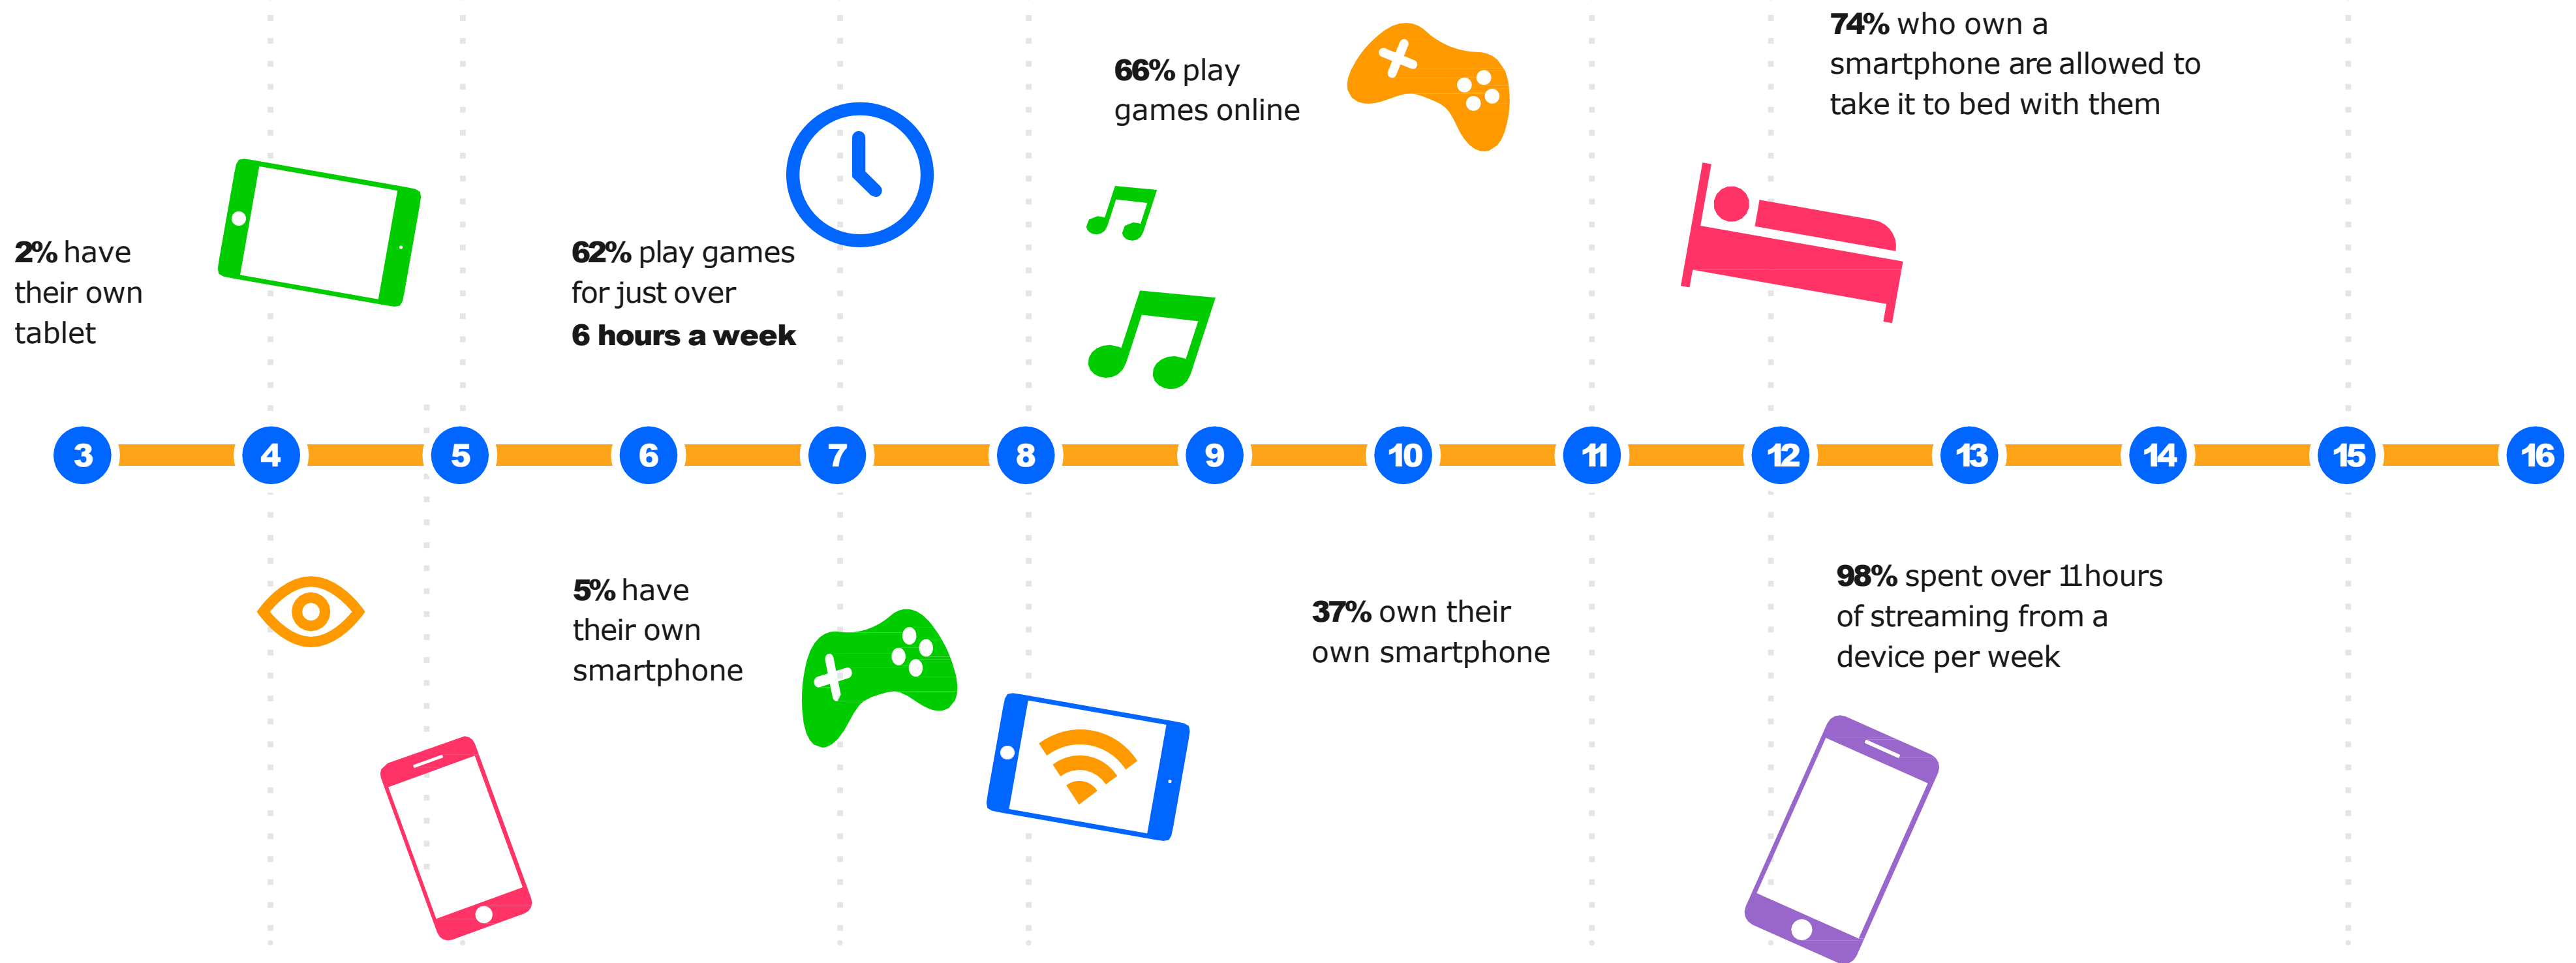 2% have
their own
tablet
62% play games
for just over
6 hours a week
66% play
games online
74% who own a
smartphone are allowed to
take it to bed with them
3 4 5 6 7 8 9 10 11 12 13 14 15 16
5% have
their own
smartphone
37% own their
own smartphone
98% spent over 11hours
of streaming from a
device per week